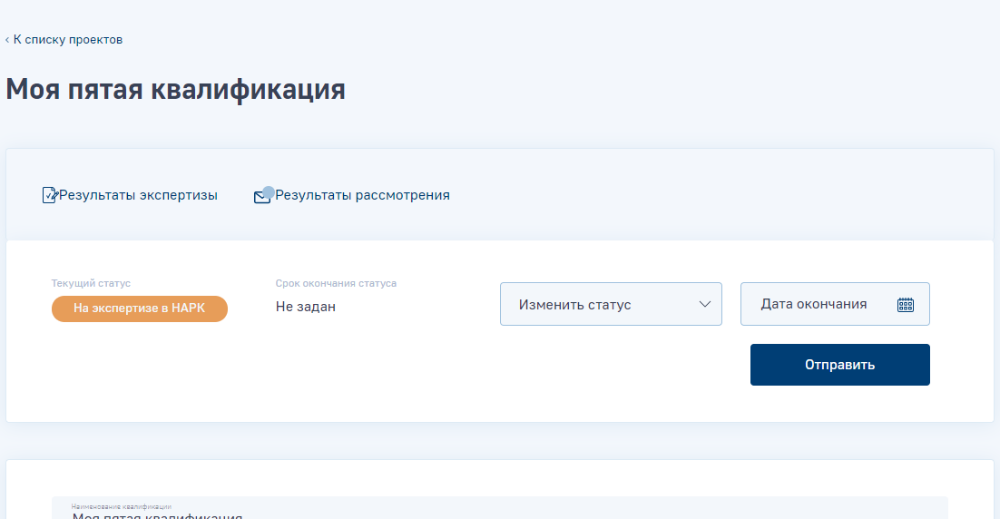 ‹ К списку проектов
Моя пятая квалификация
Результаты экспертизы
Результаты рассмотрения
Текущий статус
На экспертизе в НАРК
Срок окончания статуса
Не задан
Изменить статус
Дата окончания
Отправить
Наименование квалификации
Моя пятая квалификация